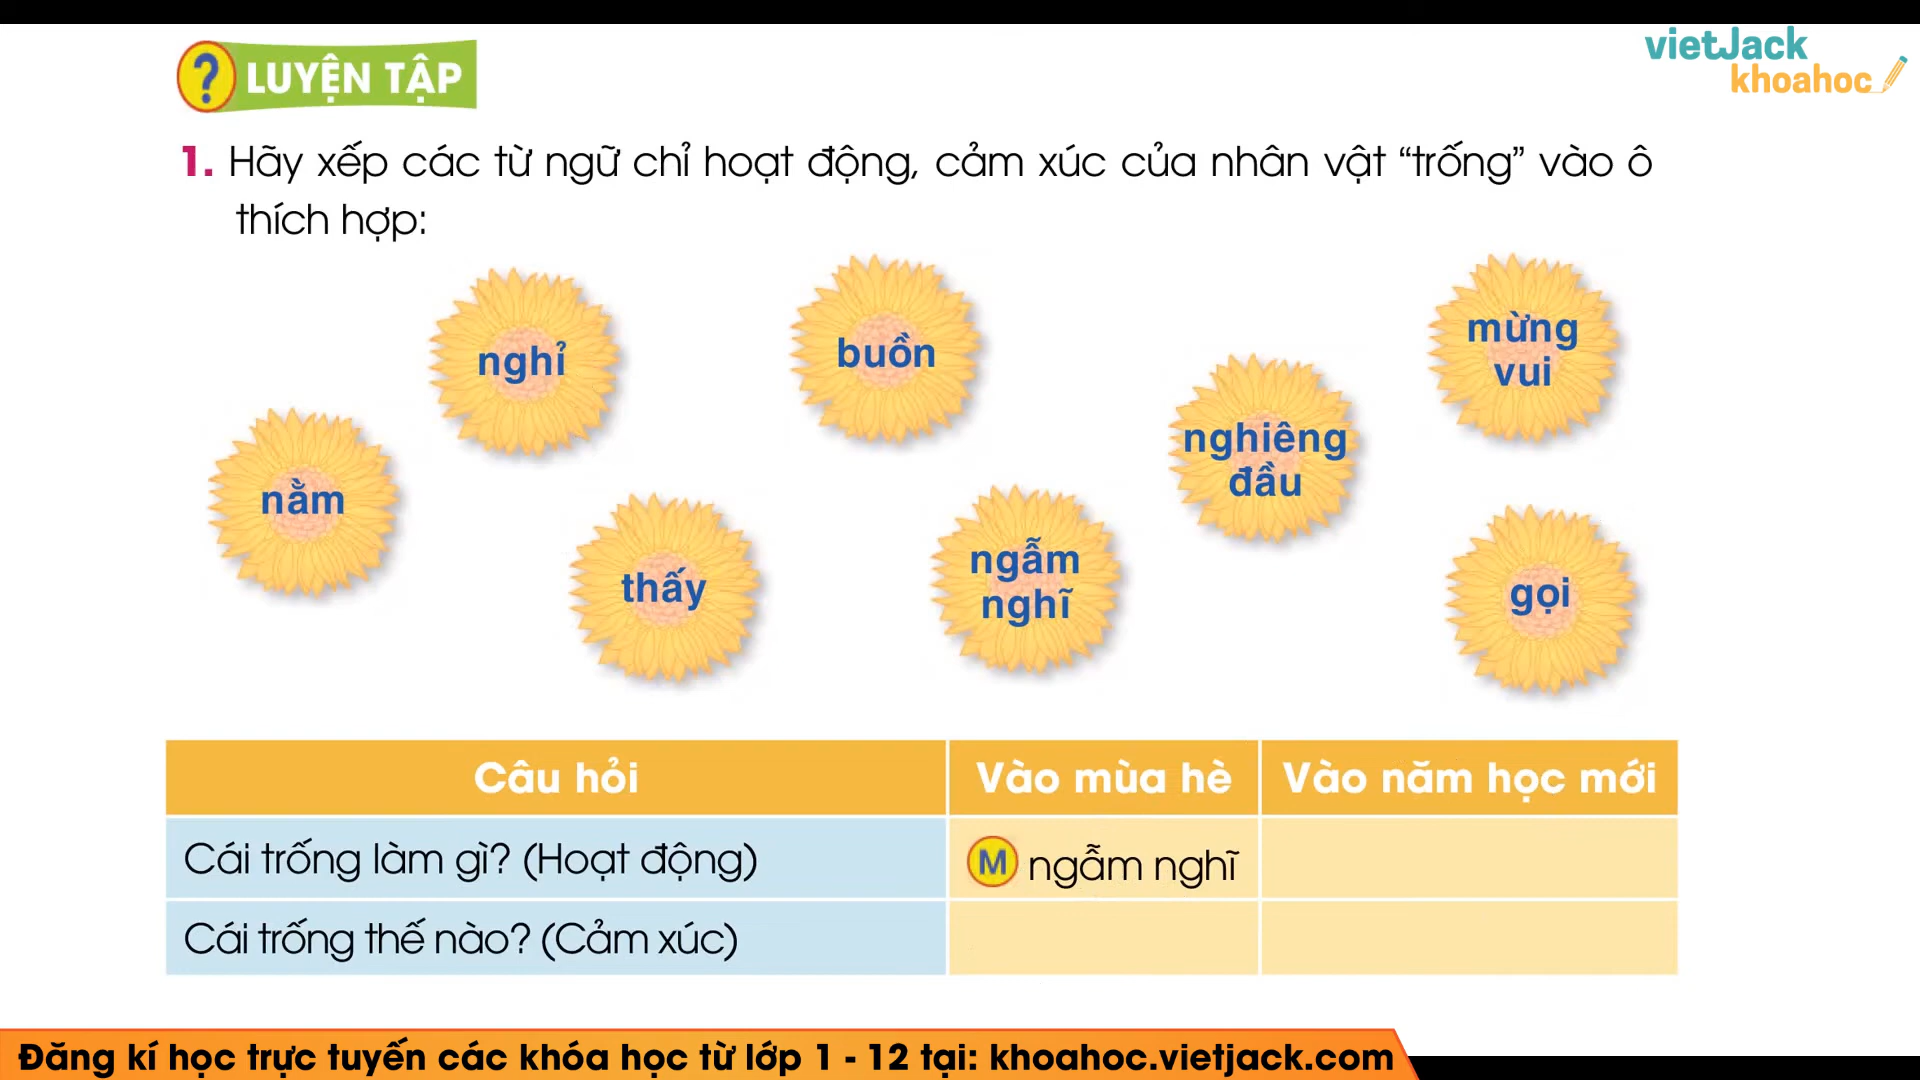 vietJack
khoahoc
? LUYỆN TẬP
1. Hãy xếp các từ ngữ chỉ hoạt động, cảm xúc của nhân vật “trống” vào ô
thích hợp:
nghỉ
buồn
mừng
vui
nghiêng
đầu
nằm
thấy
ngẫm
nghĩ
gọi
Câu hỏi Vào mùa hè Vào năm học mới
Cái trống làm gì? (Hoạt động) M ngẫm nghĩ
Cái trống thế nào? (Cảm xúc)
Đăng kí học trực tuyến các khóa học từ lớp 1 - 12 tại: khoahoc.vietjack.com